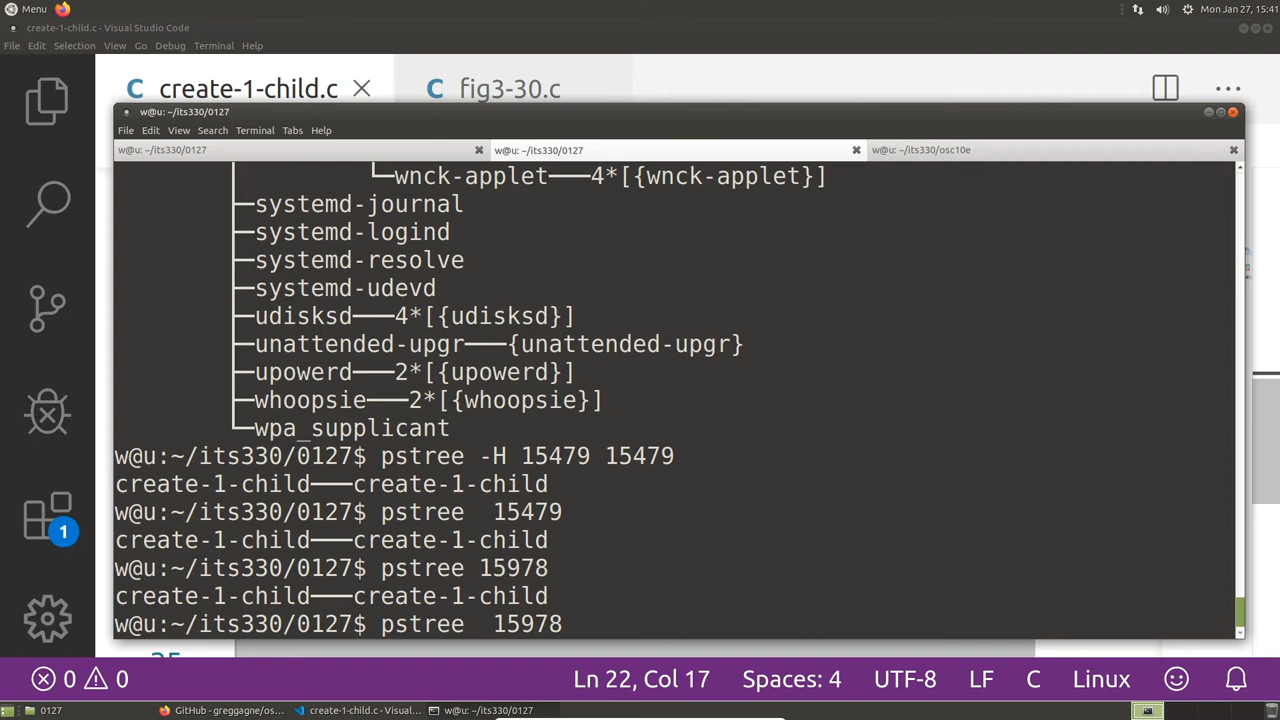 Menu
Mon Jan 27, 15:41
create-1-child.c - Visual Studio Code
File Edit Selection View Go Debug Terminal Help
C create-1-child.c
C fig3-30.c
w@u: ~/its330/0127
File Edit View Search Terminal Tabs Help
w@u: ~/its330/0127
w@u: ~/its330/0127
w@u: ~/its330/osc10e
└─wnck-applet───4*[{wnck-applet}]
├─systemd-journal
├─systemd-logind
├─systemd-resolve
├─systemd-udevd
├─udisksd───4*[{udisksd}]
├─unattended-upgr───{unattended-upgr}
├─upowerd───2*[{upowerd}]
├─whoopsie───2*[{whoopsie}]
└─wpa_supplicant
w@u:~/its330/0127$ pstree -H 15479 15479
create-1-child───create-1-child
w@u:~/its330/0127$ pstree  15479
create-1-child───create-1-child
w@u:~/its330/0127$ pstree 15978
create-1-child───create-1-child
w@u:~/its330/0127$ pstree  15978
1
0 0
Ln 22, Col 17
Spaces: 4
UTF-8
LF
C
Linux
0127
GitHub - greggagne/os...
create-1-child.c - Visual...
w@u: ~/its330/0127